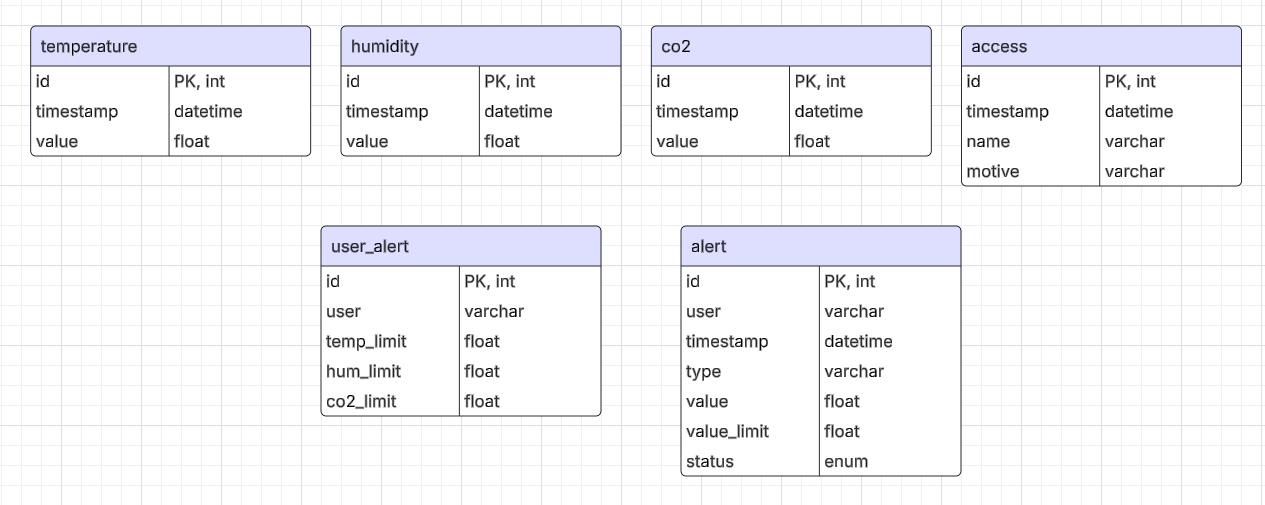 temperature
id PK, int
timestamp datetime
value float
humidity
id PK, int
timestamp datetime
value float
co2
id PK, int
timestamp datetime
value float
access
id PK, int
timestamp datetime
name varchar
motive varchar
user_alert
id PK, int
user varchar
temp_limit float
hum_limit float
co2_limit float
alert
id PK, int
user varchar
timestamp datetime
type varchar
value float
value_limit float
status enum